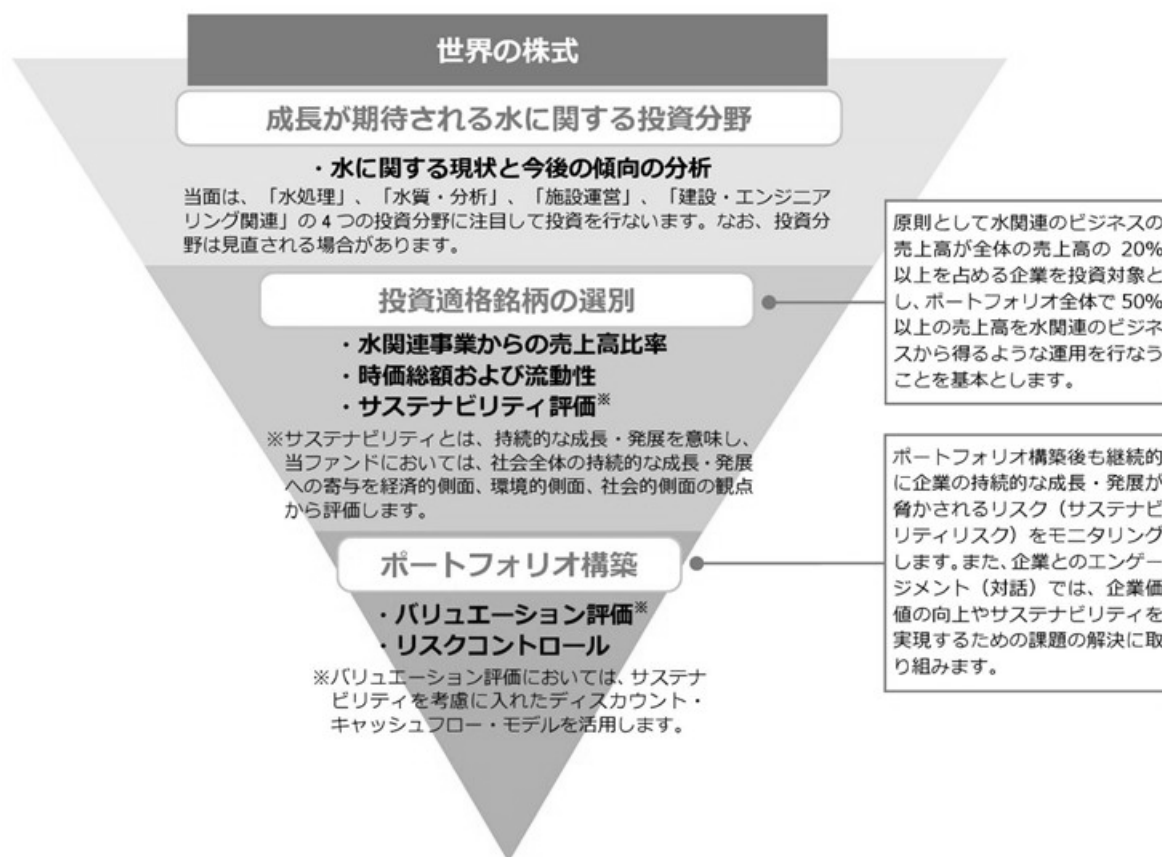 世界の株式
成長が期待される水に関する投資分野
・水に関する現状と今後の傾向の分析
当面は、「水処理」、「水質・分析」、「施設運営」、「建設・エンジニア
リング関連」の4つの投資分野に注目して投資を行ないます。なお、投資分
野は見直される場合があります。
投資適格銘柄の選別
・水関連事業からの売上高比率
・時価総額および流動性
・サステナビリティ評価※
※サステナビリティとは、持続的な成長・発展を意味し、
当ファンドにおいては、社会全体の持続的な成長・発展
への寄与を経済的側面、環境的側面、社会的側面の観点
から評価します。
原則として水関連のビジネスの
売上高が全体の売上高の 20%
以上を占める企業を投資対象と
し、ポートフォリオ全体で 50%
以上の売上高を水関連のビジネ
スから得るような運用を行なう
ことを基本とします。
ポートフォリオ構築
・バリュエーション評価※
・リスクコントロール
※バリュエーション評価においては、サステナ
ビリティを考慮に入れたディスカウント・
キャッシュフロー・モデルを活用します。
ポートフォリオ構築後も継続的
に企業の持続的な成長・発展が
脅かされるリスク（サステナビ
リティリスク）をモニタリング
します。また、企業とのエンゲー
ジメント（対話）では、企業価
値の向上やサステナビリティを
実現するための課題の解決に取
り組みます。